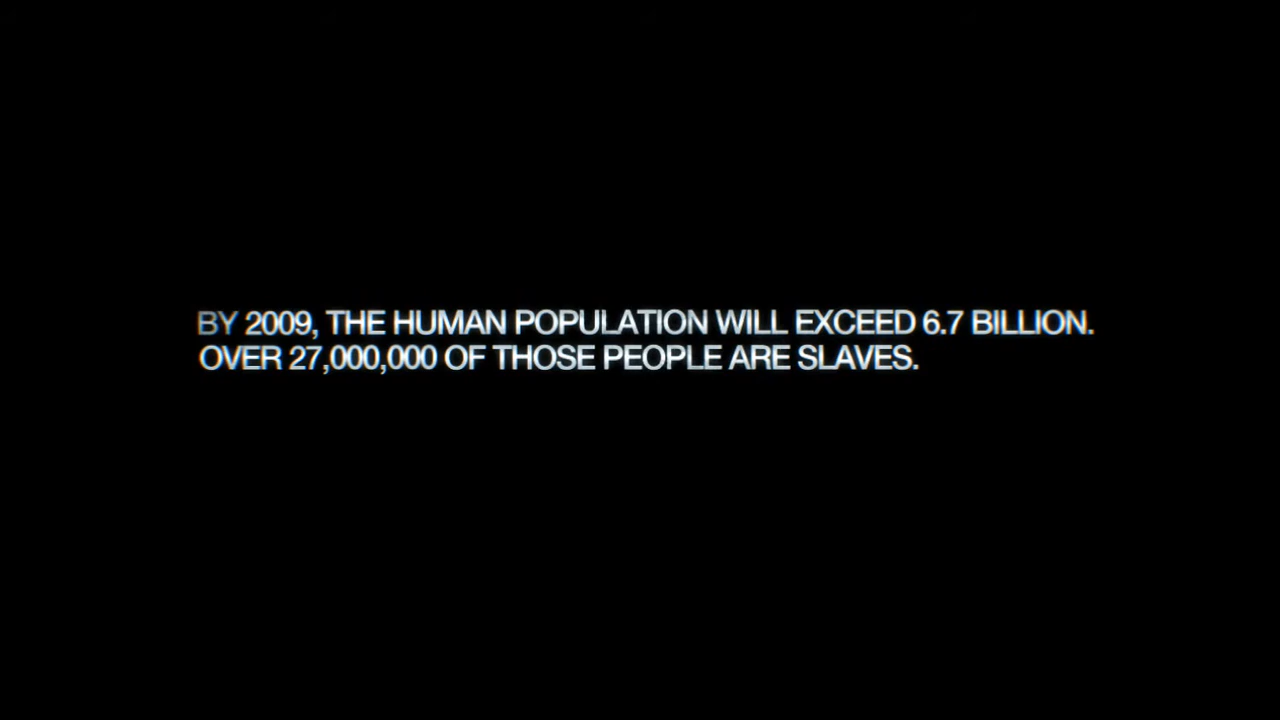 BY 2009, THE HUMAN POPULATION WILL EXCEED 6.7 BILLION.
OVER 27,000,000 OF THOSE PEOPLE ARE SLAVES.